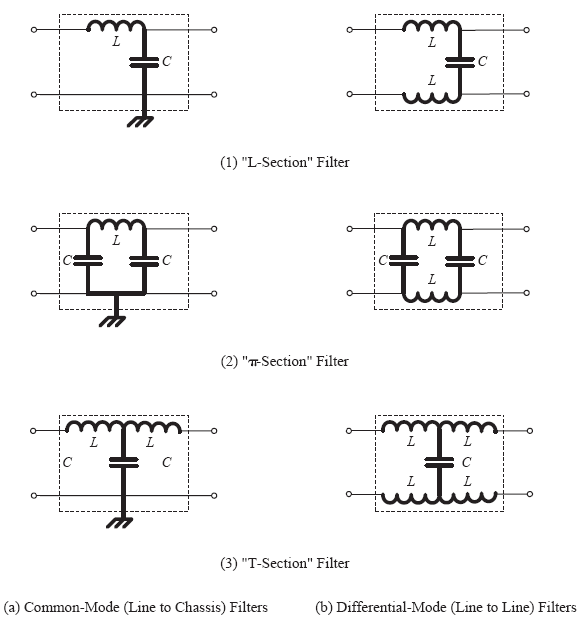 L
C
L
C
L
(1) "L-Section" Filter
L
C
C
L
C
C
L
(2) "π-Section" Filter
L
L
C
C
L
L
C
L
L
(3) "T-Section" Filter
(a) Common-Mode (Line to Chassis) Filters
(b) Differential-Mode (Line to Line) Filters